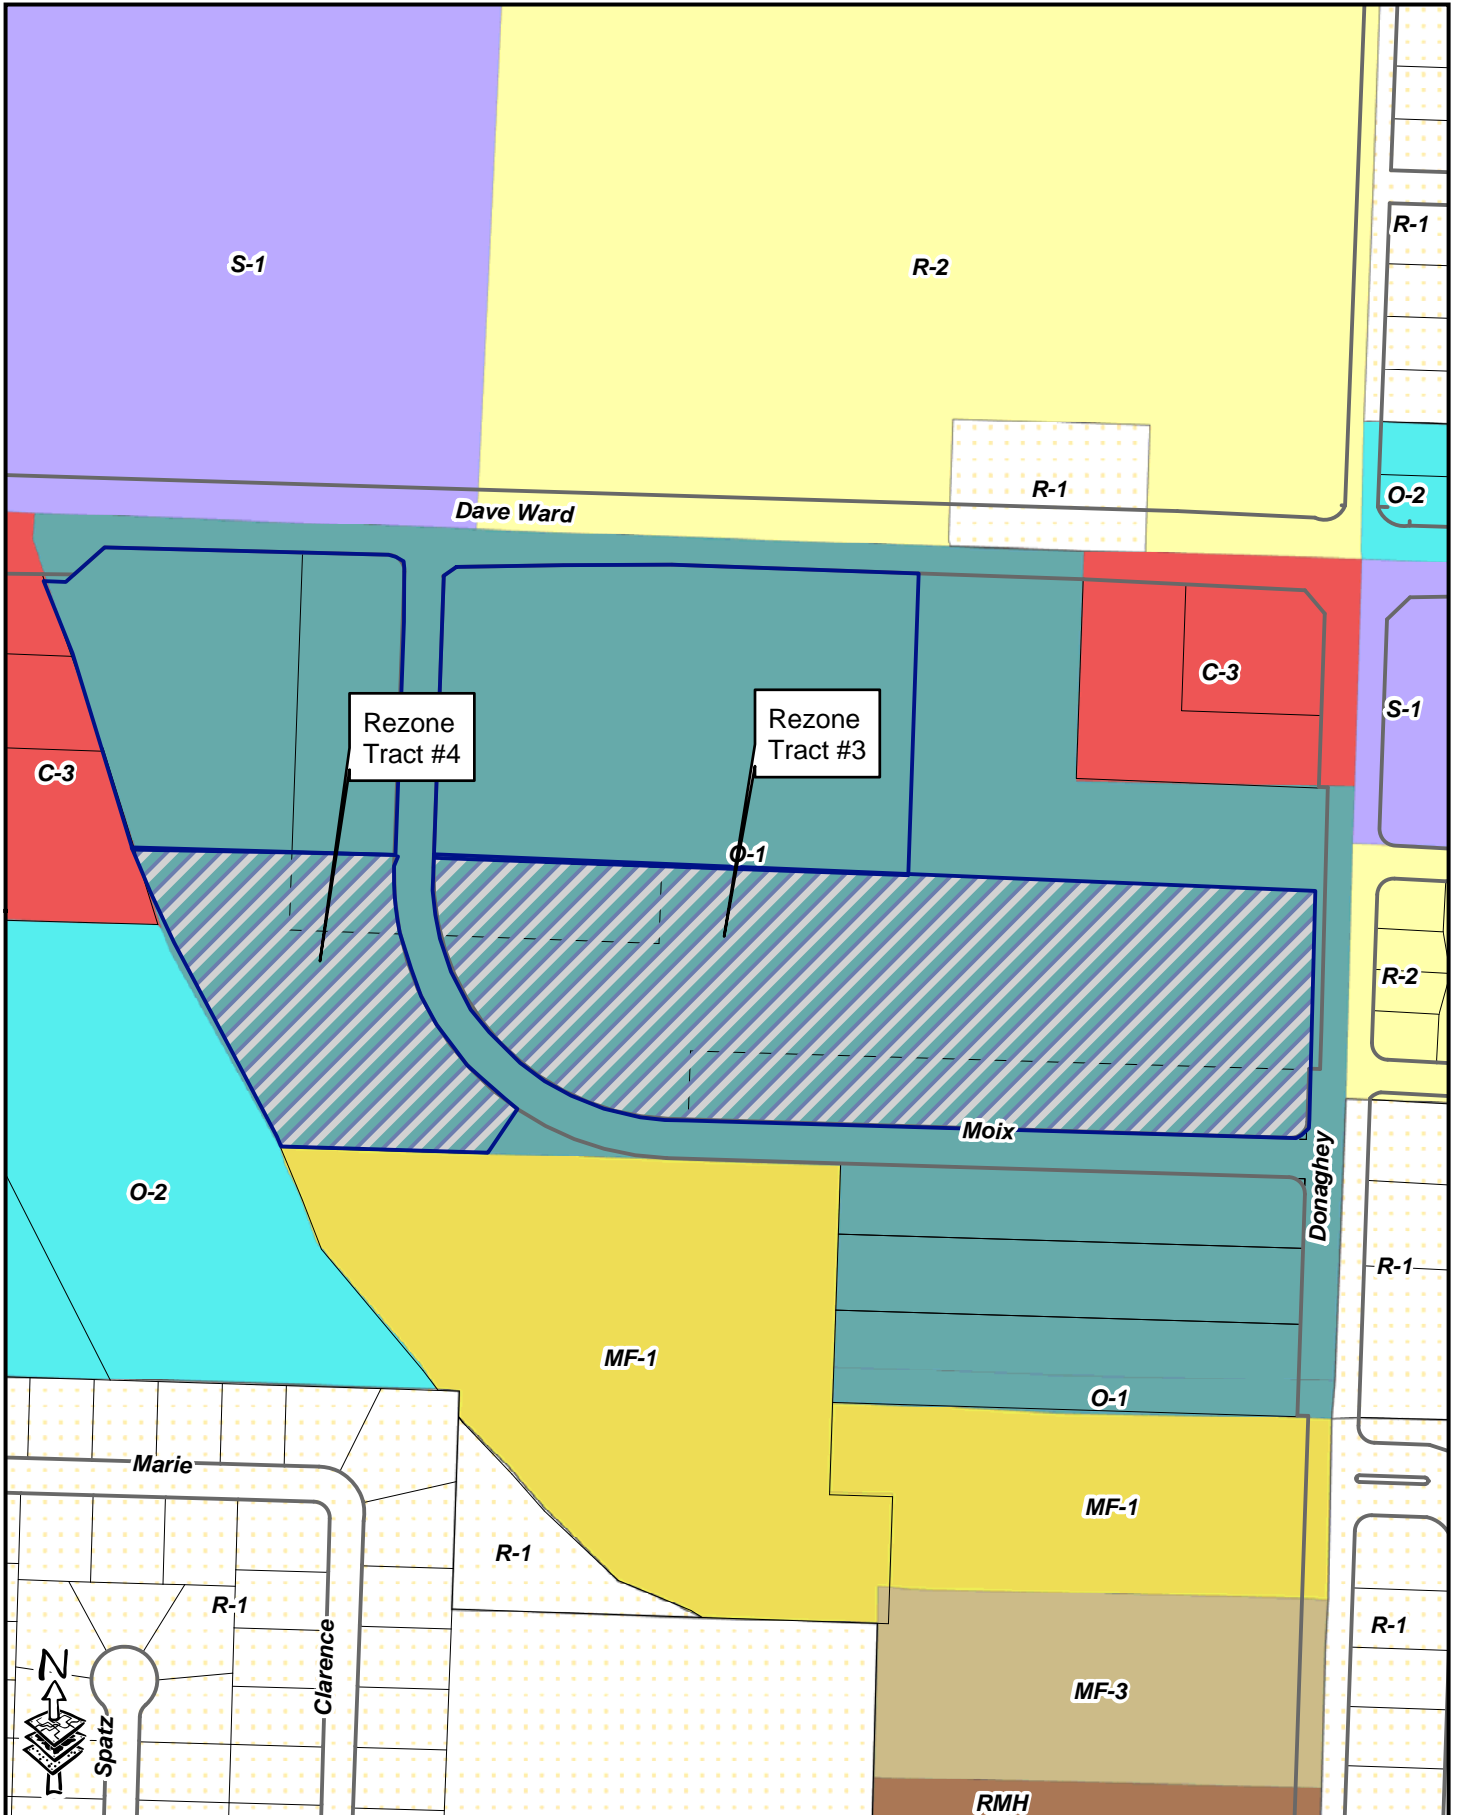 R-1
S-1
R-2
R-1
O-2
Dave Ward
C-3
S-1
Rezone
Tract #4
Rezone
Tract #3
C-3
O-1
R-2
Moix
Donaghey
O-2
R-1
MF-1
O-1
Marie
MF-1
R-1
R-1
R-1
Clarence
N
MF-3
Spatz
RMH